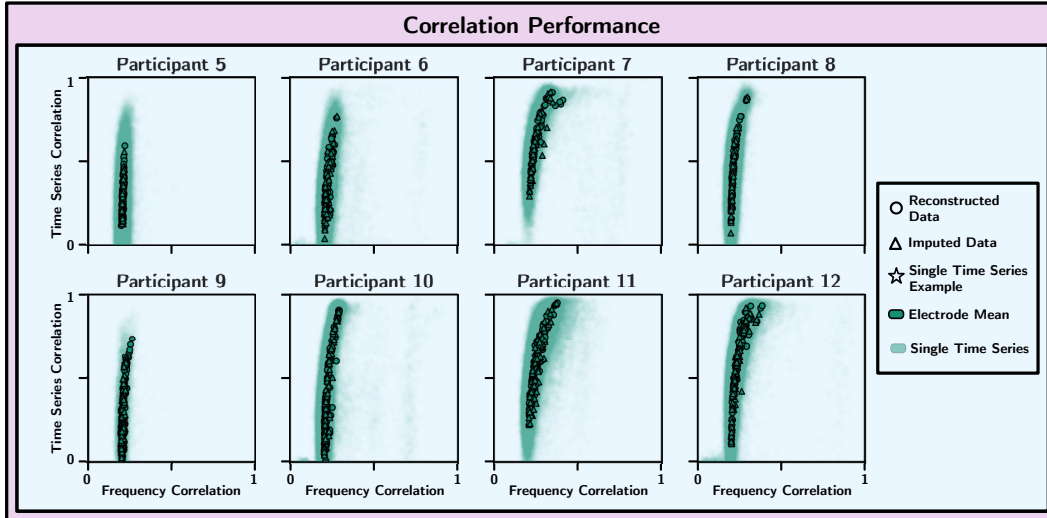 Correlation Performance
Participant 5
Participant 6
Participant 7
Participant 8
1
Time Series Correlation
0
Participant 9
Participant 10
Participant 11
Participant 12
1
Time Series Correlation
0
0
1
0
1
0
1
0
1
Frequency Correlation
Frequency Correlation
Frequency Correlation
Frequency Correlation
Reconstructed
Data
Imputed Data
Single Time Series
Example
Electrode Mean
Single Time Series